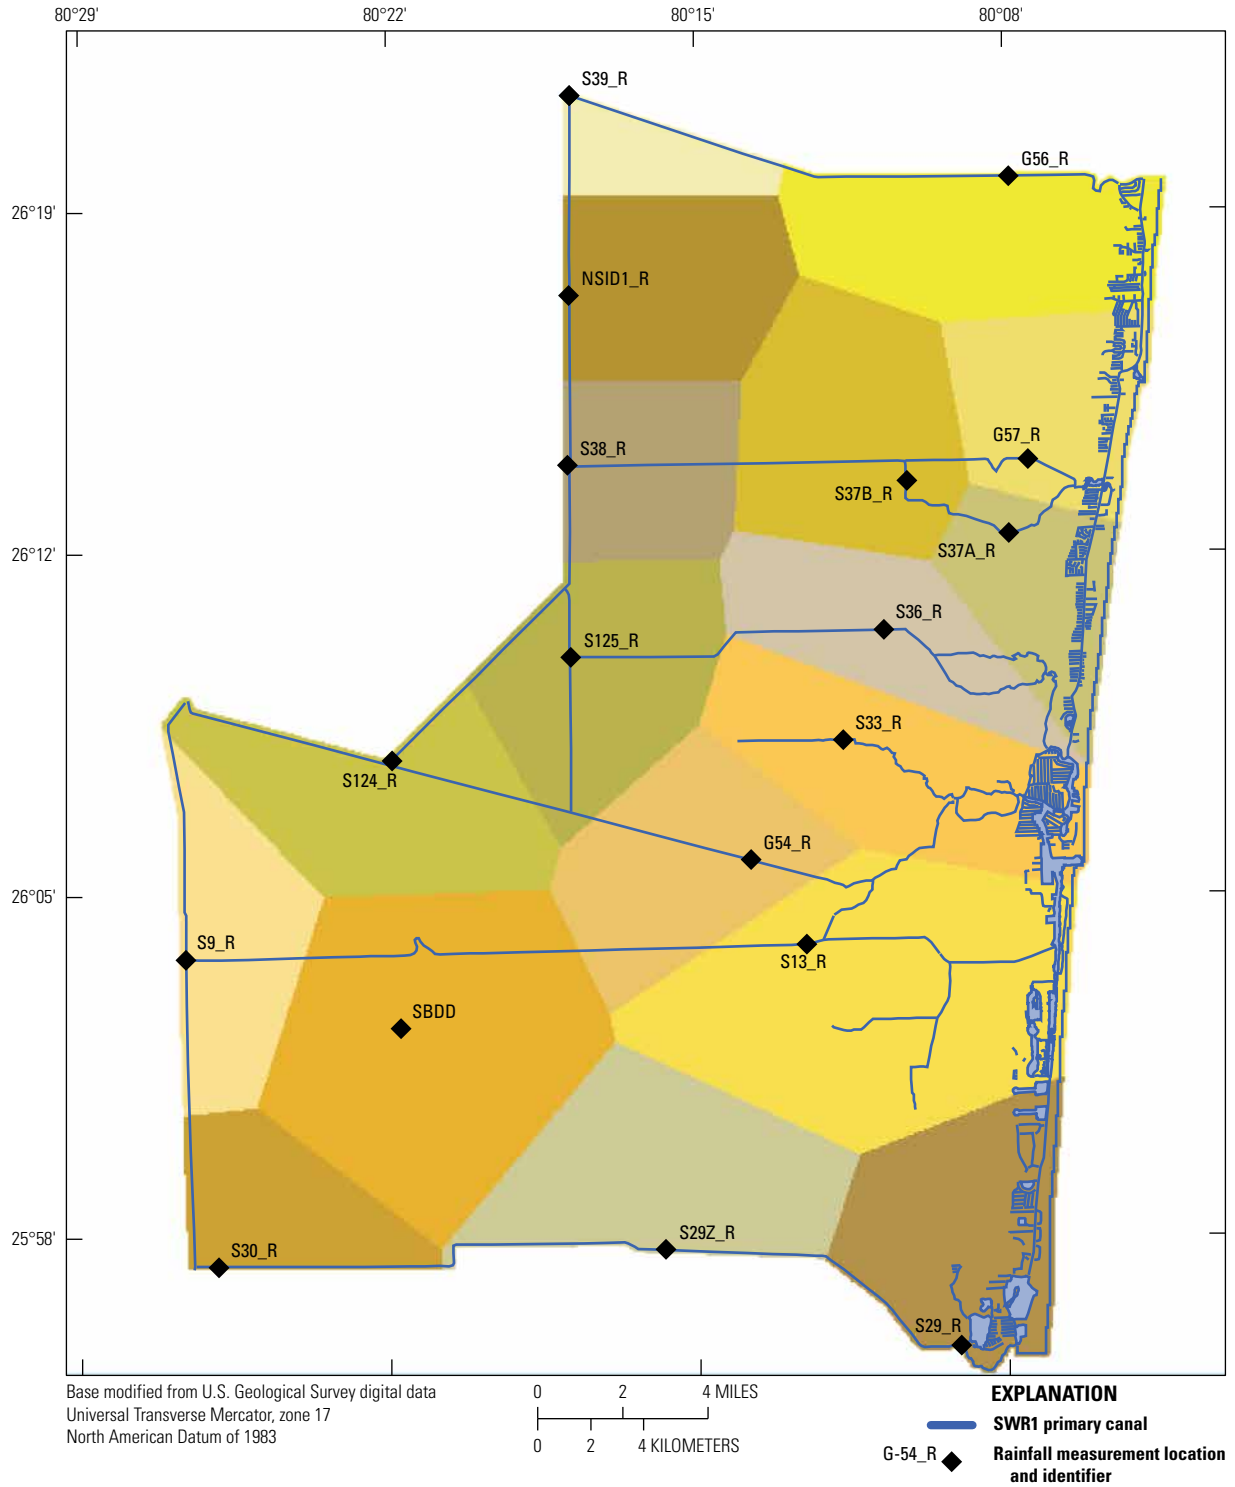 80°29'
80°22'
80°15'
80°08'
S39_R
G56_R
26°19'
NSID1_R
G57_R
S38_R
S37B_R
S37A_R
26°12'
S36_R
S125_R
S33_R
S124_R
G54_R
26°05'
S9_R
S13_R
SBDD
S29Z_R
25°58'
S30_R
S29_R
Base modified from U.S. Geological Survey digital data
Universal Transverse Mercator, zone 17
North American Datum of 1983
0 2 4 MILES
0 2 4 KILOMETERS
EXPLANATION
SWR1 primary canal
G-54_R Rainfall measurement location
and identifier